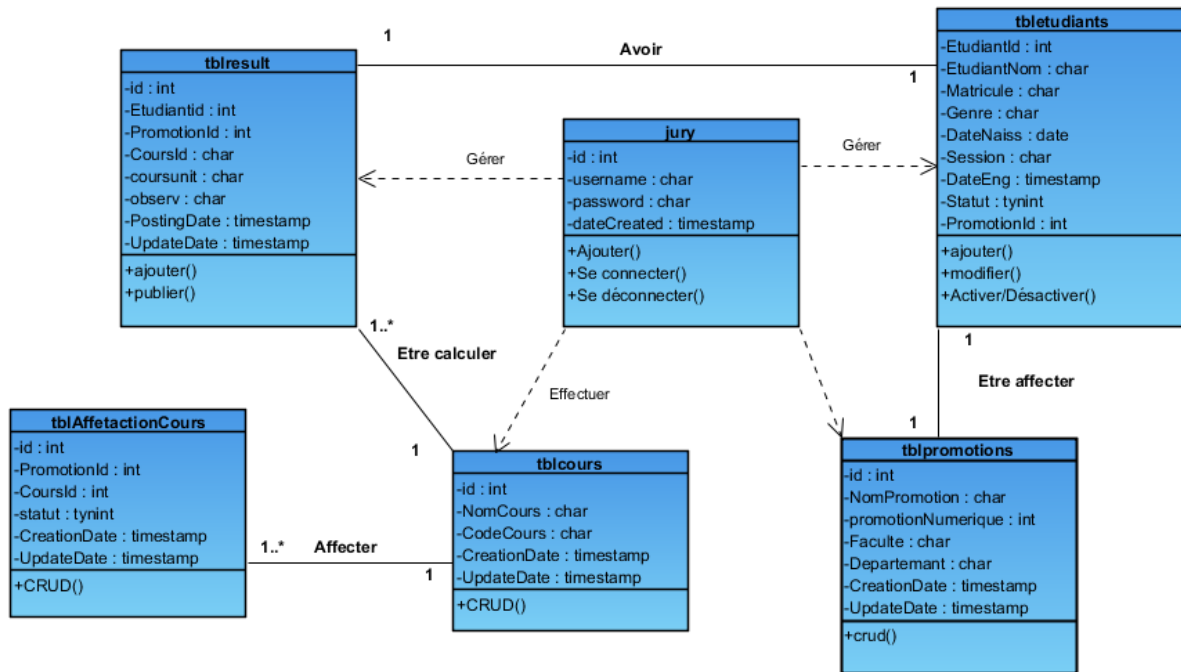 1
Avoir
1
tblresult
-id : int
-Etudiantid : int
-PromotionId : int
-CoursId : char
-coursunit : char
-observ : char
-PostingDate : timestamp
-UpdateDate : timestamp
+ajouter()
+publier()
tbletudiants
-EtudiantId : int
-EtudiantNom : char
-Matricule : char
-Genre : char
-DateNaiss : date
-Session : char
-DateEng : timestamp
-Statut : tynint
-PromotionId : int
+ajouter()
+modifier()
+Activer/Désactiver()
Gérer
jury
-id : int
-username : char
-password : char
-dateCreated : timestamp
+Ajouter()
+Se connecter()
+Se déconnecter()
Gérer
1..*
Etre calculer
1
Effectuer
1
Etre affecter
1
tblAffetactionCours
-id : int
-PromotionId : int
-CoursId : int
-statut : tynint
-CreationDate : timestamp
-UpdateDate : timestamp
+CRUD()
1..*
Affecter
1
tblcours
-id : int
-NomCours : char
-CodeCours : char
-CreationDate : timestamp
-UpdateDate : timestamp
+CRUD()
tblpromotions
-id : int
-NomPromotion : char
-promotionNumerique : int
-Faculte : char
-Departemant : char
-CreationDate : timestamp
-UpdateDate : timestamp
+crud()